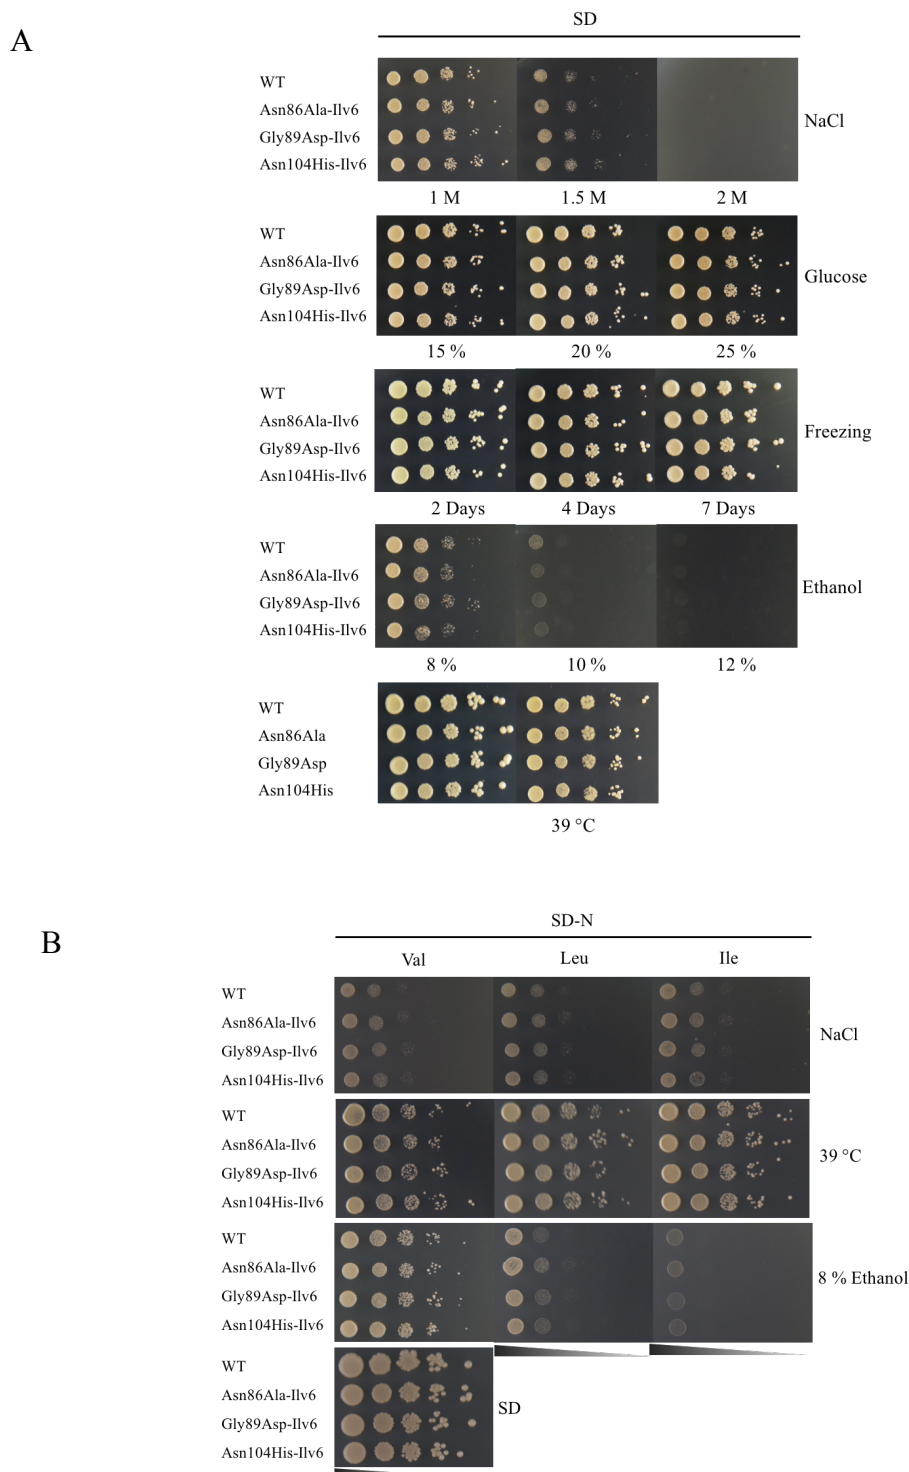 A
SD
WT
Asn86Ala-Ilv6
Gly89Asp-Ilv6
Asn104His-Ilv6
NaCl
1 M 1.5 M 2 M
WT
Asn86Ala-Ilv6
Gly89Asp-Ilv6
Asn104His-Ilv6
Glucose
15 % 20 % 25 %
WT
Asn86Ala-Ilv6
Gly89Asp-Ilv6
Asn104His-Ilv6
Freezing
2 Days 4 Days 7 Days
WT
Asn86Ala-Ilv6
Gly89Asp-Ilv6
Asn104His-Ilv6
Ethanol
8 % 10 % 12 %
WT
Asn86Ala
Gly89Asp
Asn104His
39 °C
B
SD-N
Val Leu Ile
WT
Asn86Ala-Ilv6
Gly89Asp-Ilv6
Asn104His-Ilv6
NaCl
WT
Asn86Ala-Ilv6
Gly89Asp-Ilv6
Asn104His-Ilv6
39 °C
WT
Asn86Ala-Ilv6
Gly89Asp-Ilv6
Asn104His-Ilv6
8 % Ethanol
WT
Asn86Ala-Ilv6
Gly89Asp-Ilv6
Asn104His-Ilv6
SD